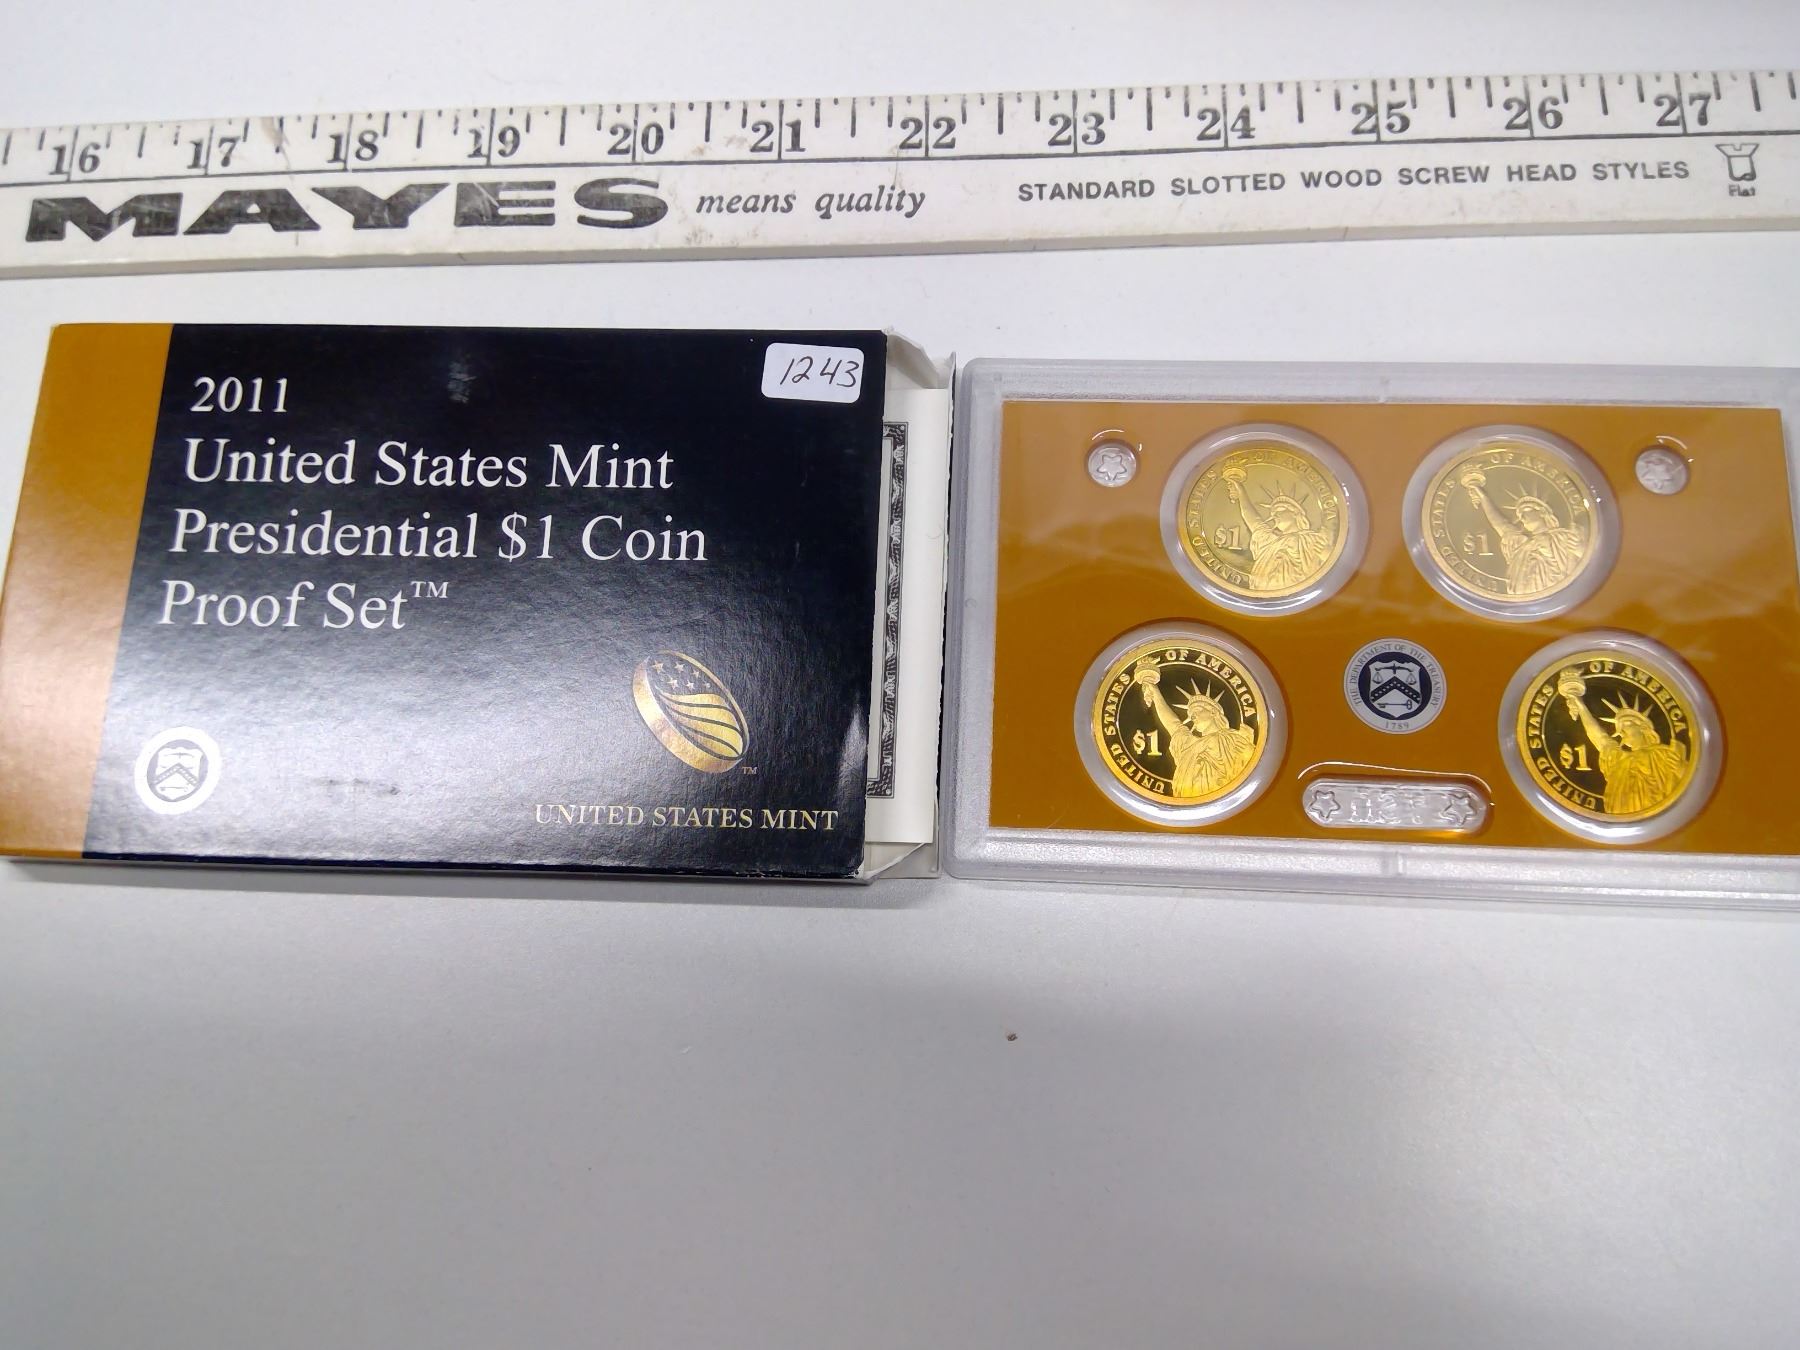 16 17 18 19 20 21 22 23 24 25 26 27
MAYES means quality STANDARD SLOTTED WOOD SCREW HEAD STYLES
Flat
1243
2011
United States Mint
Presidential $1 Coin
Proof Set™
TM
UNITED STATES MINT
UNITED STATES OF AMERICA
$1
UNITED STATES OF AMERICA
$1
UNITED STATES OF AMERICA
$1
THE DEPARTMENT OF THE TREASURY
1789
UNITED STATES OF AMERICA
$1